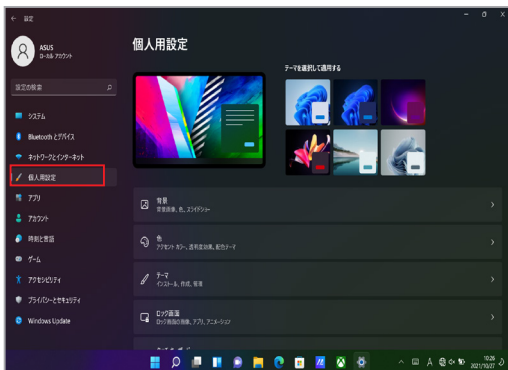 ← 設定
ASUS
ローカル アカウント
個人用設定
設定の検索
テーマを選択して適用する
システム
Bluetooth とデバイス
ネットワークとインターネット
個人用設定
アプリ
アカウント
時刻と言語
ゲーム
アクセシビリティ
プライバシーとセキュリティ
Windows Update
背景
背景画像、色、スライドショー
色
アクセント カラー、透明度効果、配色テーマ
テーマ
インストール、作成、管理
ロック画面
ロック画面の画像、アプリ、アニメーション
A
10:26
2021/10/27